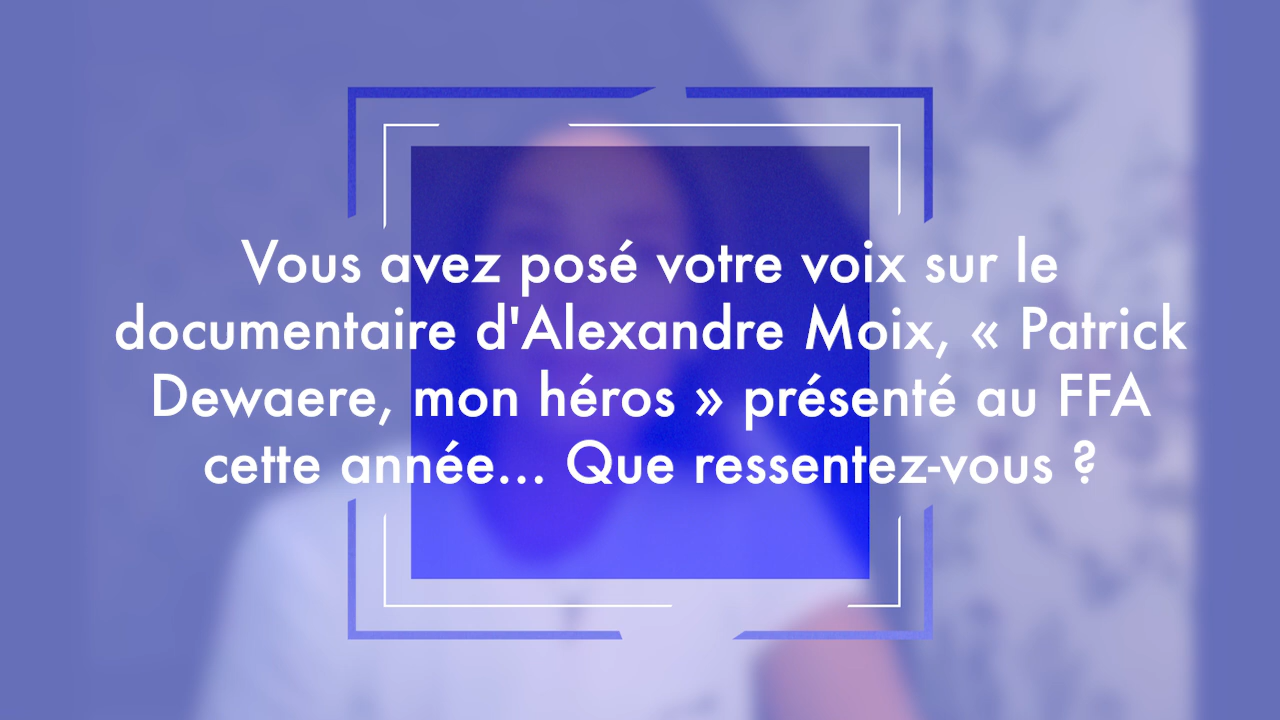 Vous avez posé votre voix sur le
documentaire d'Alexandre Moix, « Patrick
Dewaere, mon héros » présenté au FFA
cette année... Que ressentez-vous ?